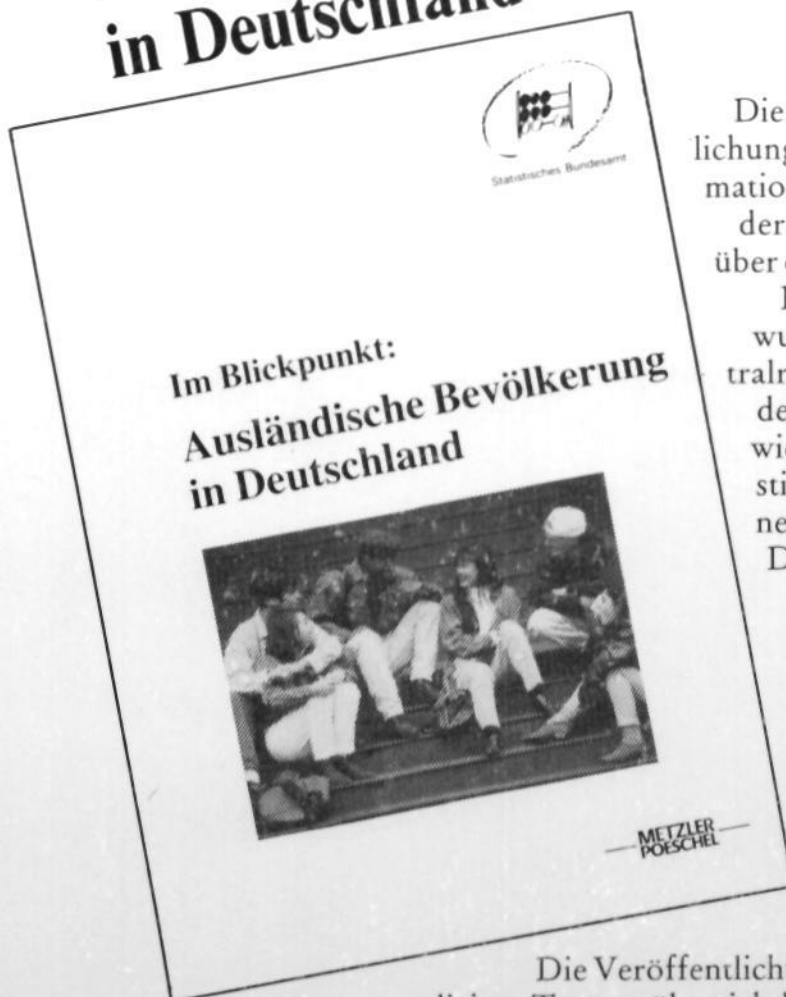 in Deutschland
Statistisches Bundesamt
Im Blickpunkt:
Ausländische Bevölkerung
in Deutschland
METZLER
POESCHEL
Die
lichung
matio
der
über
wu
tralr
de
wi
sti
ne
D
Die Veröffentlich